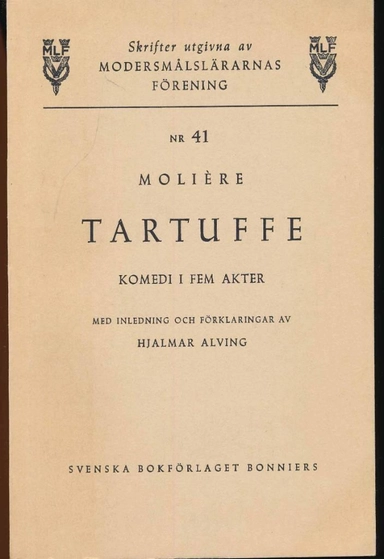 MLF
Skrifter utgivna av
MLF
MODERSMÅLSLÄRARNAS
FÖRENING
NR 41
MOLIÈRE
TARTUFFE
KOMEDI I FEM AKTER
MED INLEDNING OCH FÖRKLARINGAR AV
HJALMAR ALVING
SVENSKA BOKFÖRLAGET BONNIERS